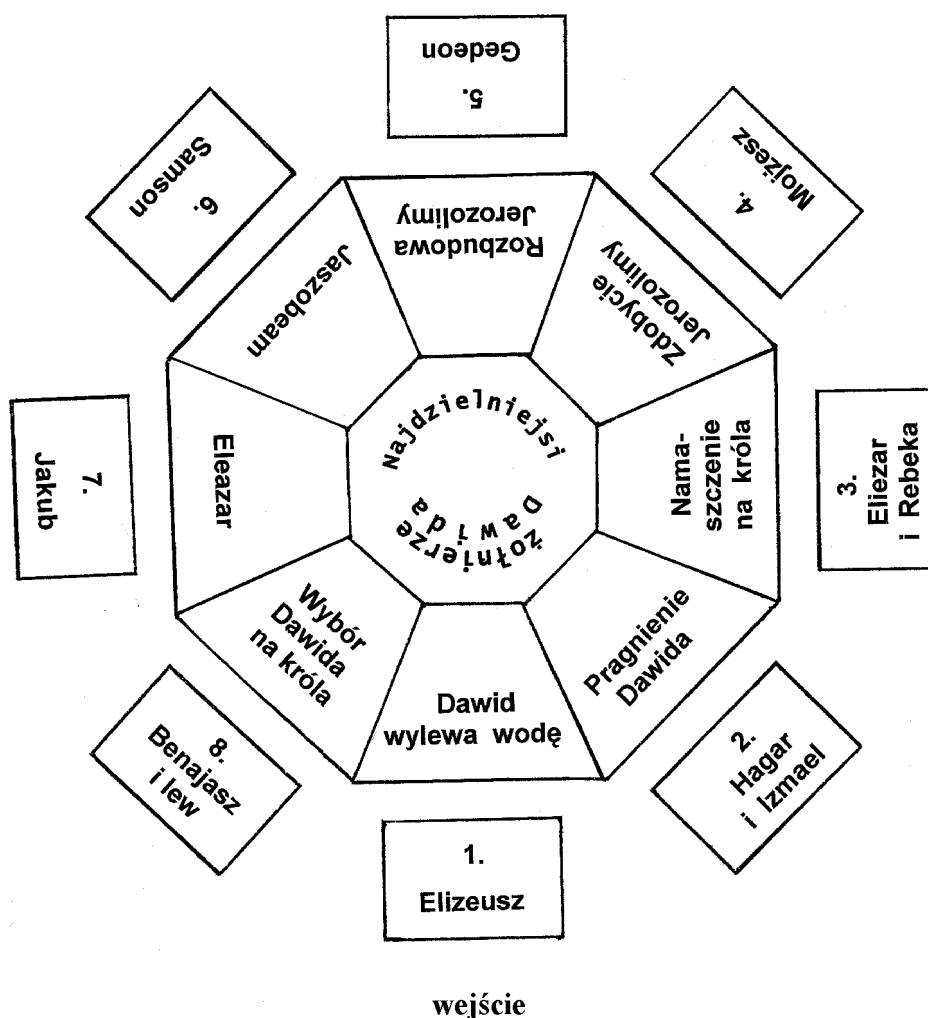 5.
Gedeon
6.
Samson
4.
Mojżesz
Rozbudowa
Jerozolimy
Jaszobeam
Zdobycie
Jerozolimy
Najdzielniejsi
żołnierze
Dawida
Eleazar
Nama-
szczenie
na króla
7.
Jakub
3.
Eliezar
i Rebeka
Wybór
Dawida
na króla
Pragnienie
Dawida
Dawid
wylewa wodę
8.
Benajasz
i lew
2.
Hagar
i Izmael
1.
Elizeusz
wejście